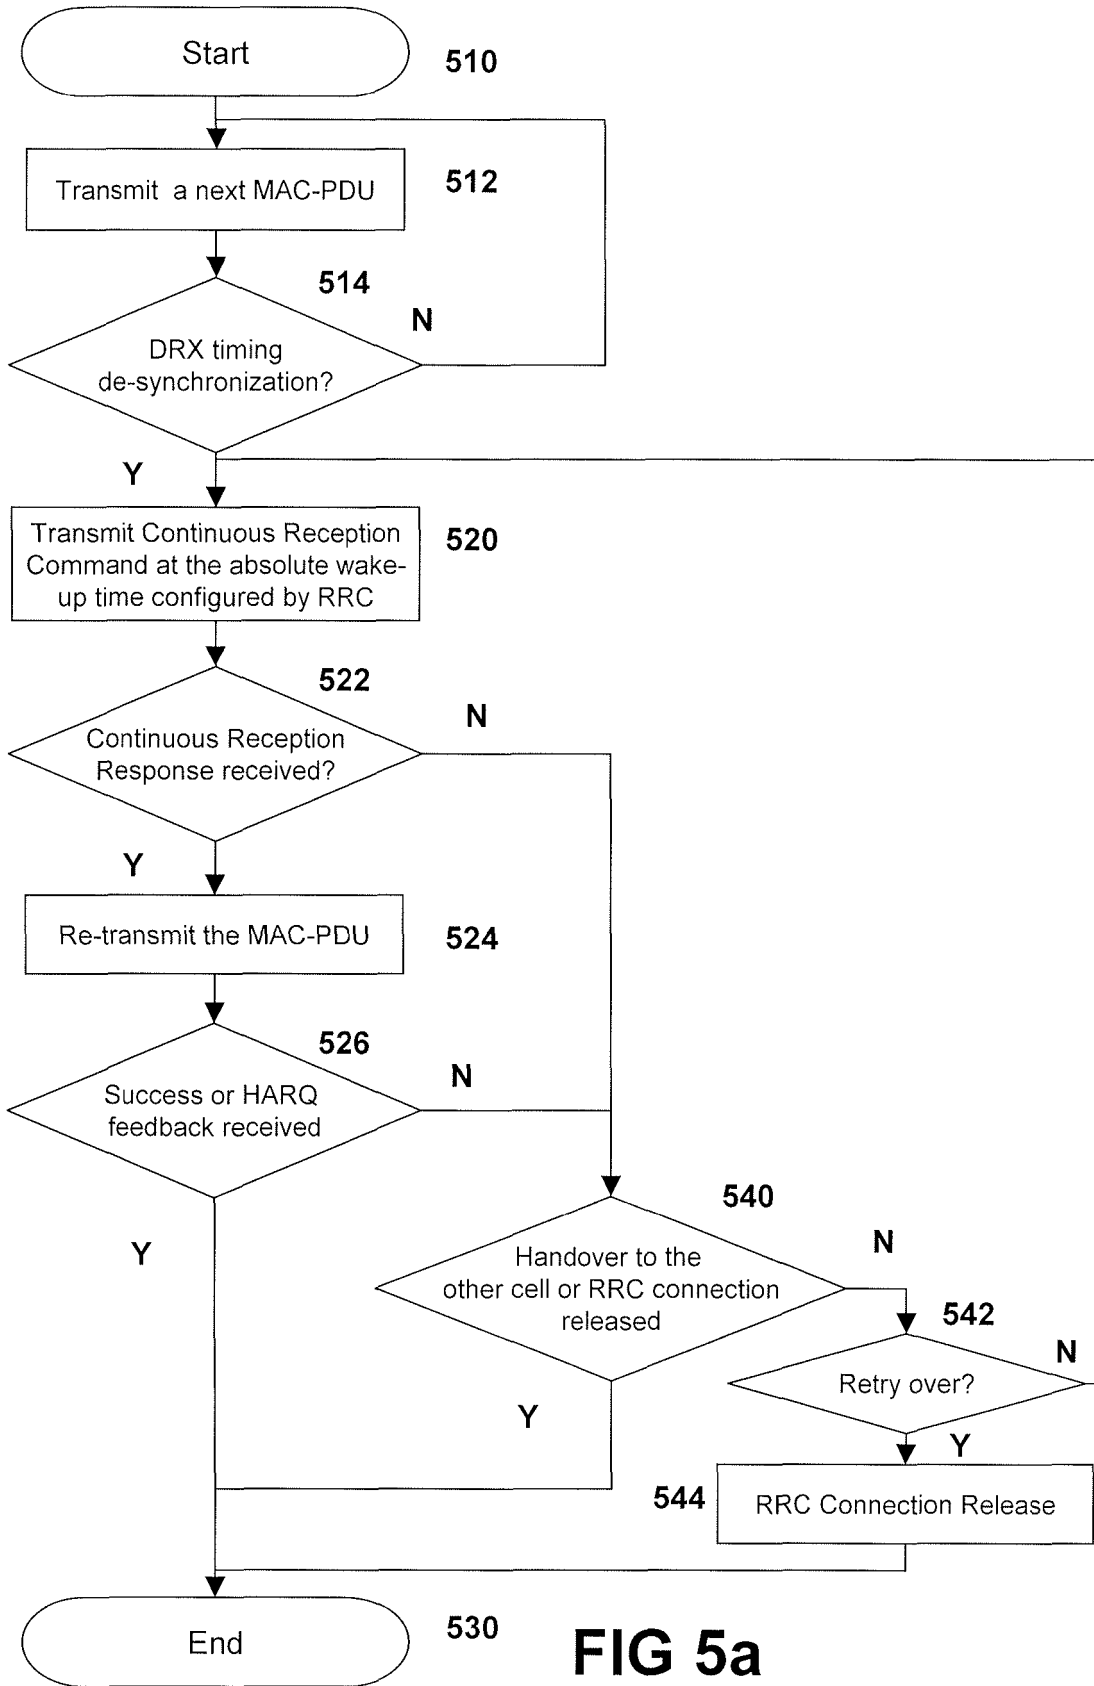 Start
510
Transmit a next MAC-PDU
512
514
N
DRX timing
de-synchronization?
Y
Transmit Continuous Reception
Command at the absolute wake-
up time configured by RRC
520
522
N
Continuous Reception
Response received?
Y
Re-transmit the MAC-PDU
524
526
N
Success or HARQ
feedback received
540
Y
N
Handover to the
other cell or RRC connection
released
542
N
Retry over?
Y
Y
544
RRC Connection Release
End
530
FIG 5a